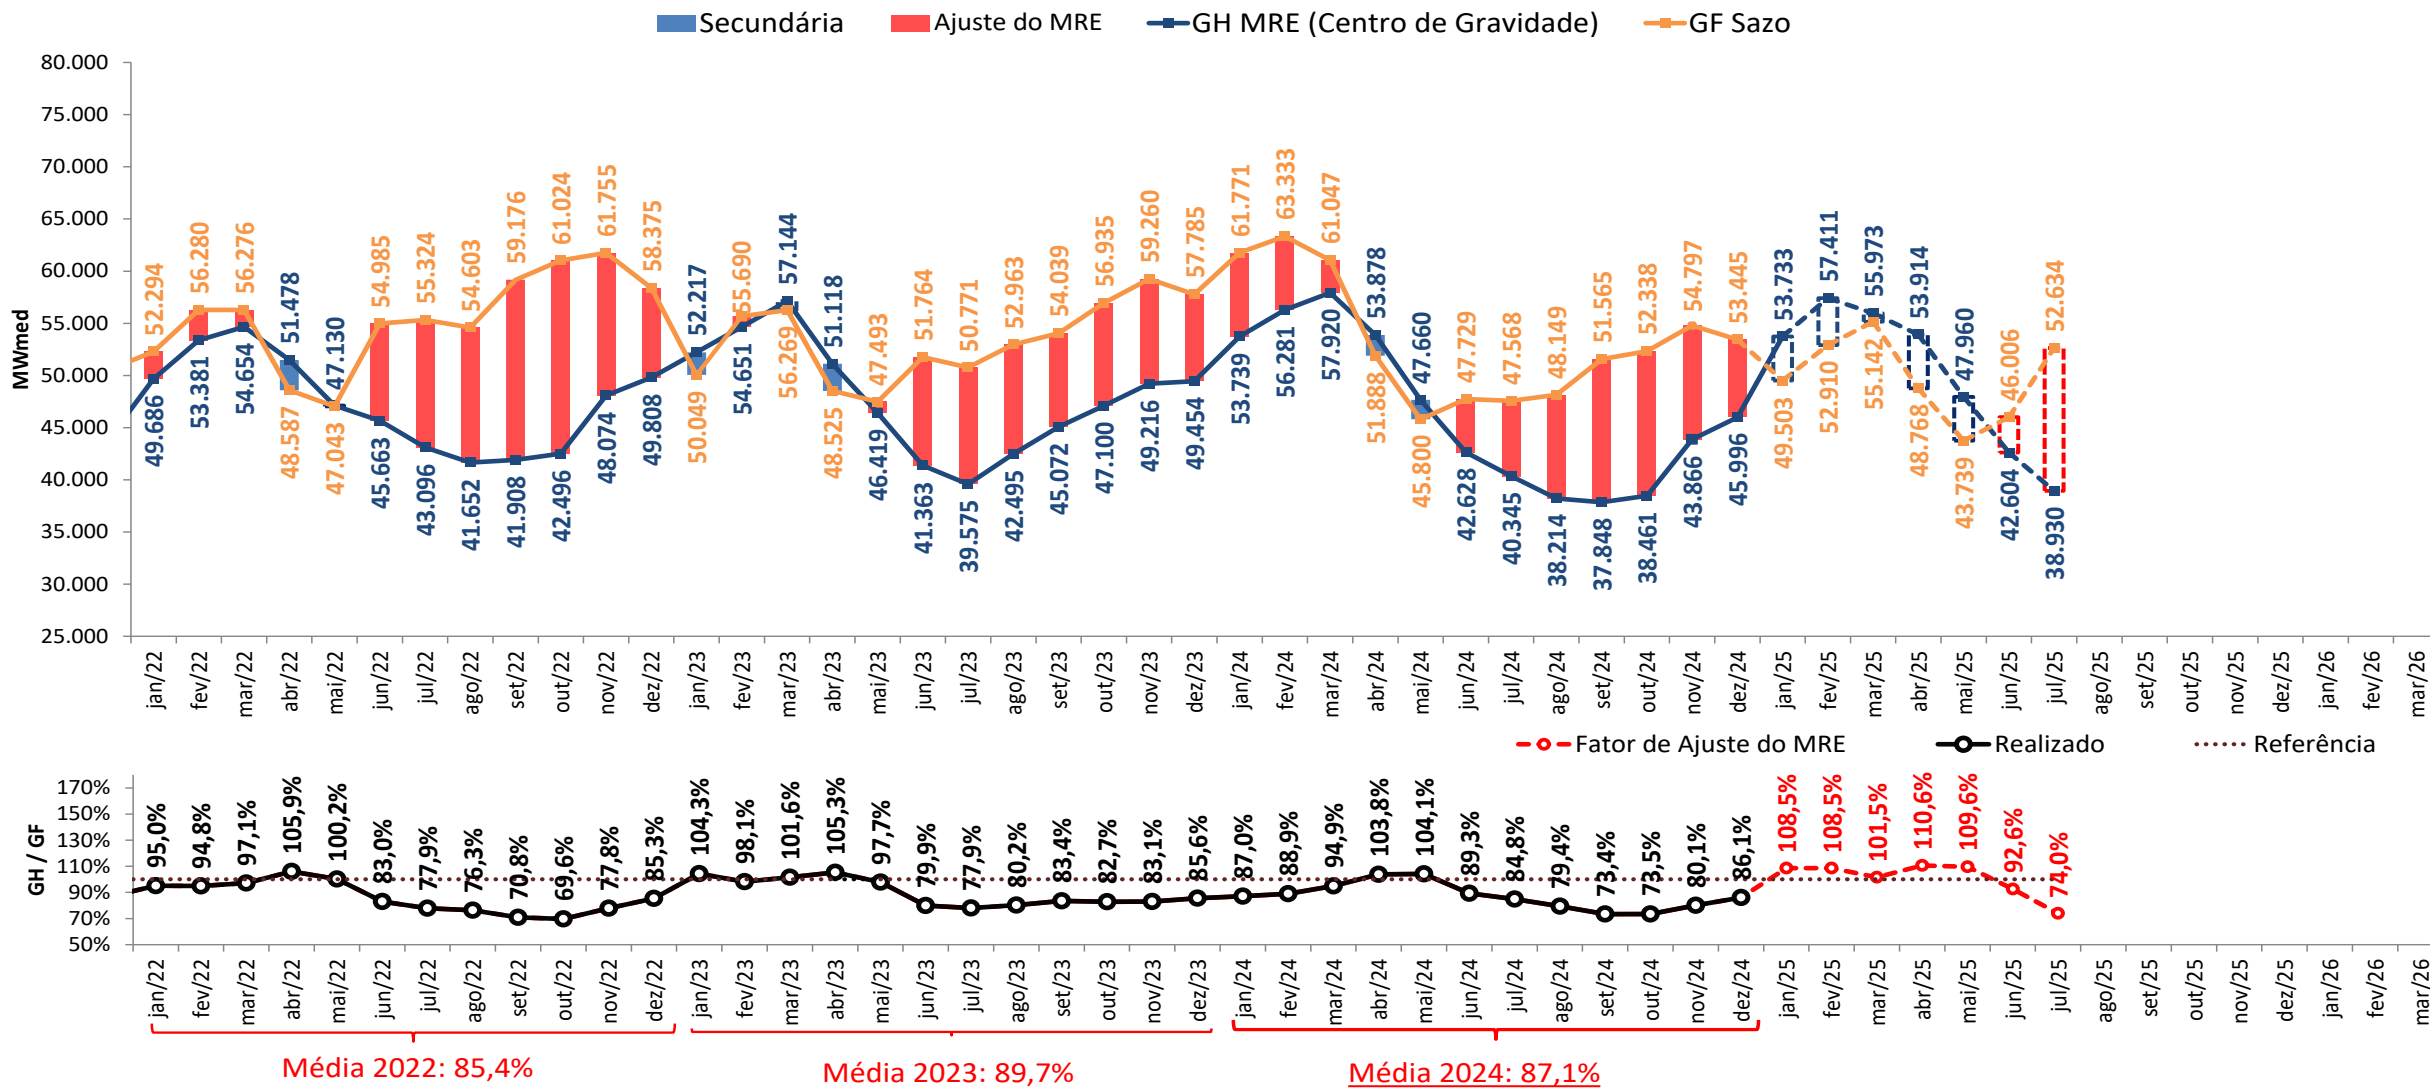 Secundária Ajuste do MRE GH MRE (Centro de Gravidade) GF Sazo
MWmed
80.000
75.000
70.000
65.000
60.000
55.000
50.000
45.000
40.000
35.000
30.000
25.000
52.294 56.280 56.276 48.587 47.043 54.985 55.324 54.603 59.176 61.024 61.755 58.375 50.049 55.690 56.269 48.525 47.493 51.764 50.771 52.963 54.039 56.935 59.260 57.785 61.771 63.333 61.047 51.888 45.800 47.729 47.568 48.149 51.565 52.338 54.797 53.445 49.503 52.910 55.142 48.768 43.739 46.006 52.634
49.686 53.381 54.654 51.478 47.130 45.663 43.096 41.652 41.908 42.496 48.074 49.808 52.217 54.651 57.144 51.118 46.419 41.363 39.575 42.495 45.072 47.100 49.216 49.454 53.739 56.281 57.920 53.878 47.660 42.628 40.345 38.214 37.848 38.461 43.866 45.996 53.733 57.411 55.973 53.914 47.960 42.604 38.930
jan/22 fev/22 mar/22 abr/22 mai/22 jun/22 jul/22 ago/22 set/22 out/22 nov/22 dez/22 jan/23 fev/23 mar/23 abr/23 mai/23 jun/23 jul/23 ago/23 set/23 out/23 nov/23 dez/23 jan/24 fev/24 mar/24 abr/24 mai/24 jun/24 jul/24 ago/24 set/24 out/24 nov/24 dez/24 jan/25 fev/25 mar/25 abr/25 mai/25 jun/25 jul/25 ago/25 set/25 out/25 nov/25 dez/25 jan/26 fev/26 mar/26
Fator de Ajuste do MRE Realizado Referência
GH / GF
170%
150%
130%
110%
90%
70%
50%
95,0% 94,8% 97,1% 105,9% 100,2% 83,0% 77,9% 76,3% 70,8% 69,6% 77,8% 85,3% 104,3% 98,1% 101,6% 105,3% 97,7% 79,9% 77,9% 80,2% 83,4% 82,7% 83,1% 85,6% 87,0% 88,9% 94,9% 103,8% 104,1% 89,3% 84,8% 79,4% 73,4% 73,5% 80,1% 86,1% 108,5% 108,5% 101,5% 110,6% 109,6% 92,6% 74,0%
jan/22 fev/22 mar/22 abr/22 mai/22 jun/22 jul/22 ago/22 set/22 out/22 nov/22 dez/22 jan/23 fev/23 mar/23 abr/23 mai/23 jun/23 jul/23 ago/23 set/23 out/23 nov/23 dez/23 jan/24 fev/24 mar/24 abr/24 mai/24 jun/24 jul/24 ago/24 set/24 out/24 nov/24 dez/24 jan/25 fev/25 mar/25 abr/25 mai/25 jun/25 jul/25 ago/25 set/25 out/25 nov/25 dez/25 jan/26 fev/26 mar/26
Média 2022: 85,4% Média 2023: 89,7% Média 2024: 87,1%